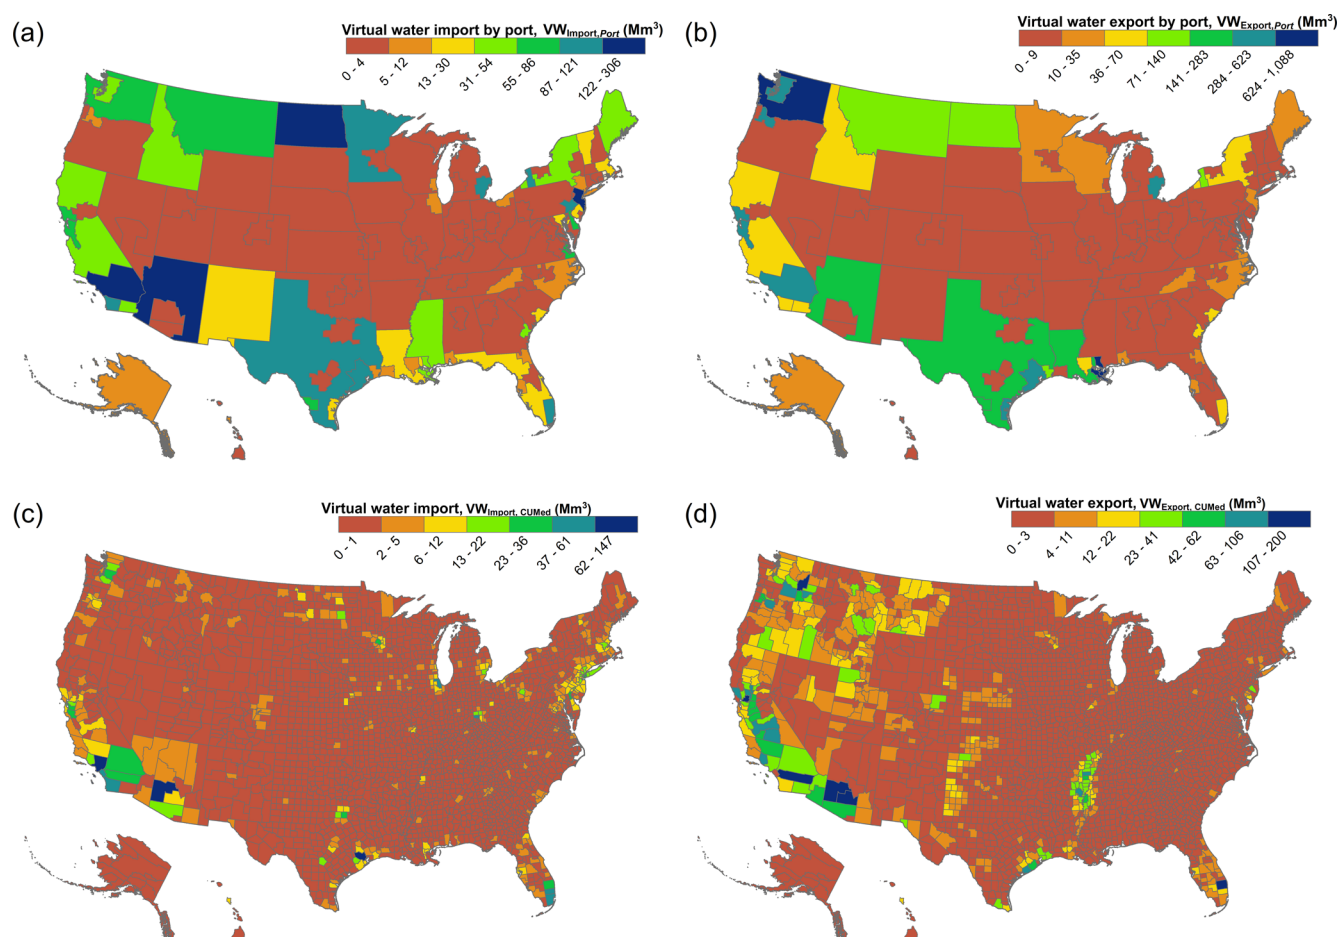 (a)
Virtual water import by port, VWImport,Port (Mm³)
0 - 4
5 - 12
13 - 30
31 - 54
55 - 86
87 - 121
122 - 306
(b)
Virtual water export by port, VWExport,Port (Mm³)
0 - 9
10 - 35
36 - 70
71 - 140
141 - 283
284 - 623
624 - 1,088
(c)
Virtual water import, VWImport, CUMed (Mm³)
0 - 1
2 - 5
6 - 12
13 - 22
23 - 36
37 - 61
62 - 147
(d)
Virtual water export, VWExport, CUMed (Mm³)
0 - 3
4 - 11
12 - 22
23 - 41
42 - 62
63 - 106
107 - 200